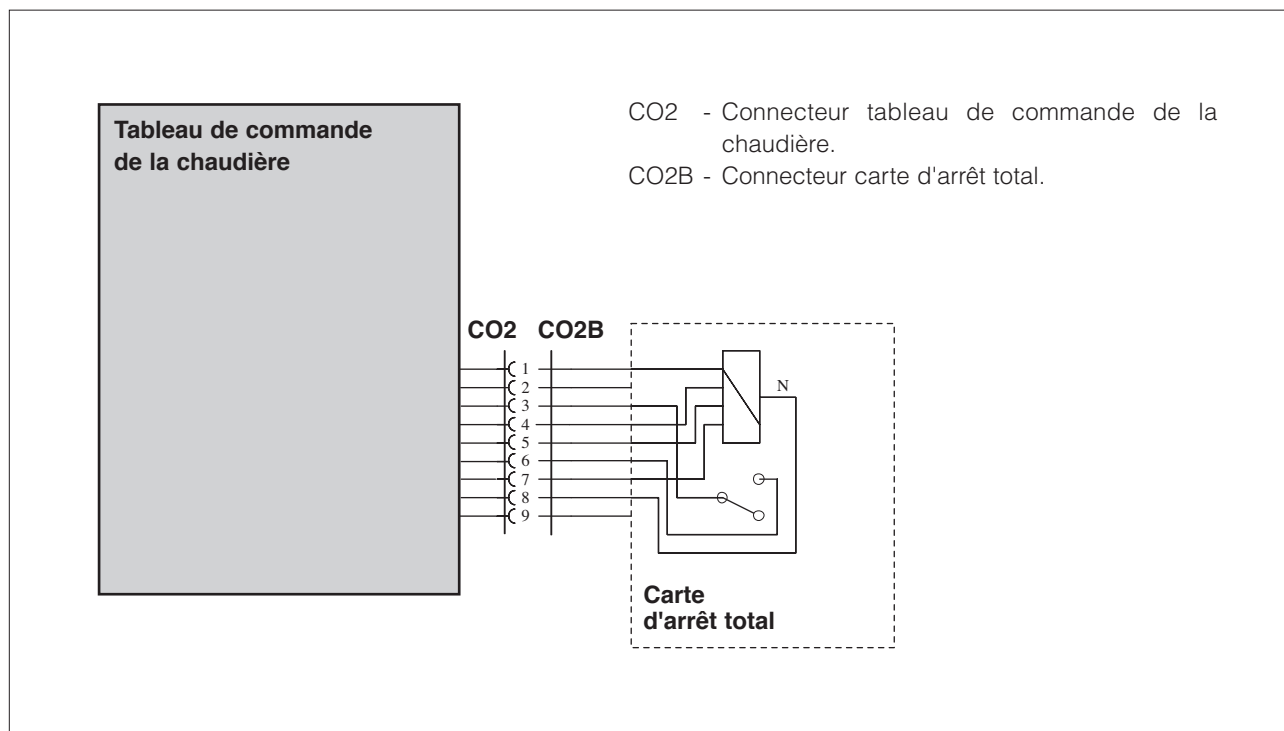 Tableau de commande
de la chaudière
CO2 - Connecteur tableau de commande de la
chaudière.
CO2B - Connecteur carte d'arrêt total.
CO2 CO2B
1
2
3
4
5
6
7
8
9
N
Carte
d'arrêt total